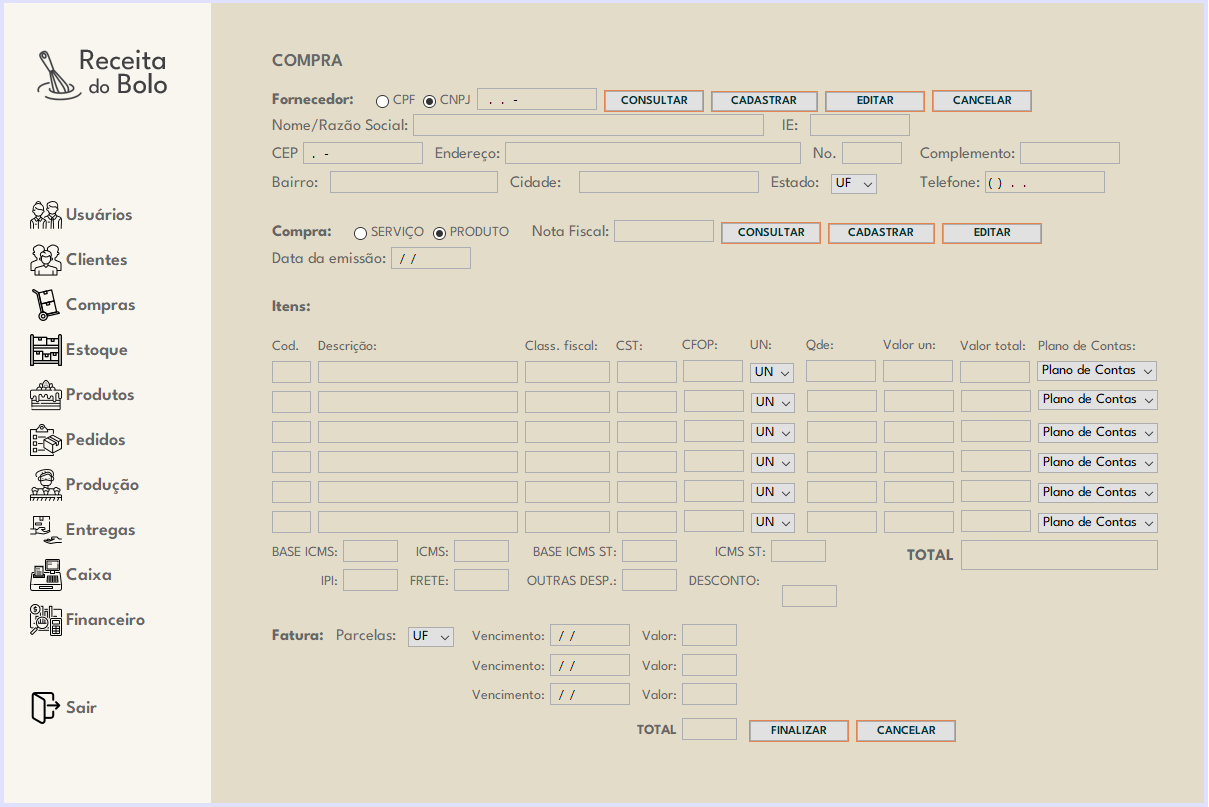 Receita
do Bolo
Usuários
Clientes
Compras
Estoque
Produtos
Pedidos
Produção
Entregas
Caixa
Financeiro
Sair
COMPRA
Fornecedor: CPF CNPJ . . - CONSULTAR CADASTRAR EDITAR CANCELAR
Nome/Razão Social: IE:
CEP . - Endereço: No. Complemento:
Bairro: Cidade: Estado: UF Telefone: ( ) . .
Compra: SERVIÇO PRODUTO Nota Fiscal: CONSULTAR CADASTRAR EDITAR
Data da emissão: / /
Itens:
Cod. Descrição: Class. fiscal: CST: CFOP: UN: Qde: Valor un: Valor total: Plano de Contas:
UN Plano de Contas
UN Plano de Contas
UN Plano de Contas
UN Plano de Contas
UN Plano de Contas
UN Plano de Contas
BASE ICMS: ICMS: BASE ICMS ST: ICMS ST: TOTAL
IPI: FRETE: OUTRAS DESP.: DESCONTO:
Fatura: Parcelas: UF Vencimento: / / Valor:
Vencimento: / / Valor:
Vencimento: / / Valor:
TOTAL FINALIZAR CANCELAR